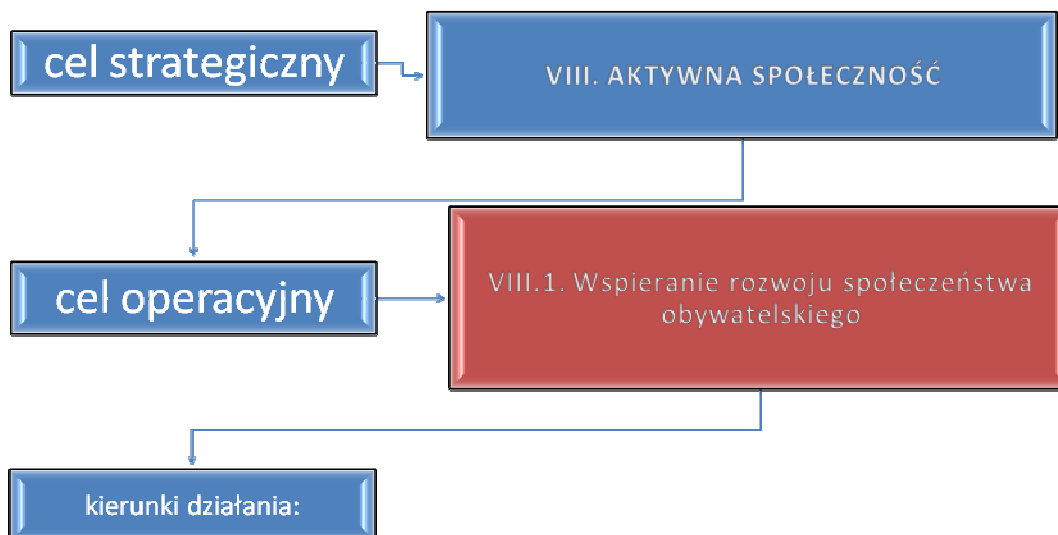 cel strategiczny
VIII. AKTYWNA SPOŁECZNOŚĆ
cel operacyjny
VIII.1. Wspieranie rozwoju społeczeństwa
obywatelskiego
kierunki działania: